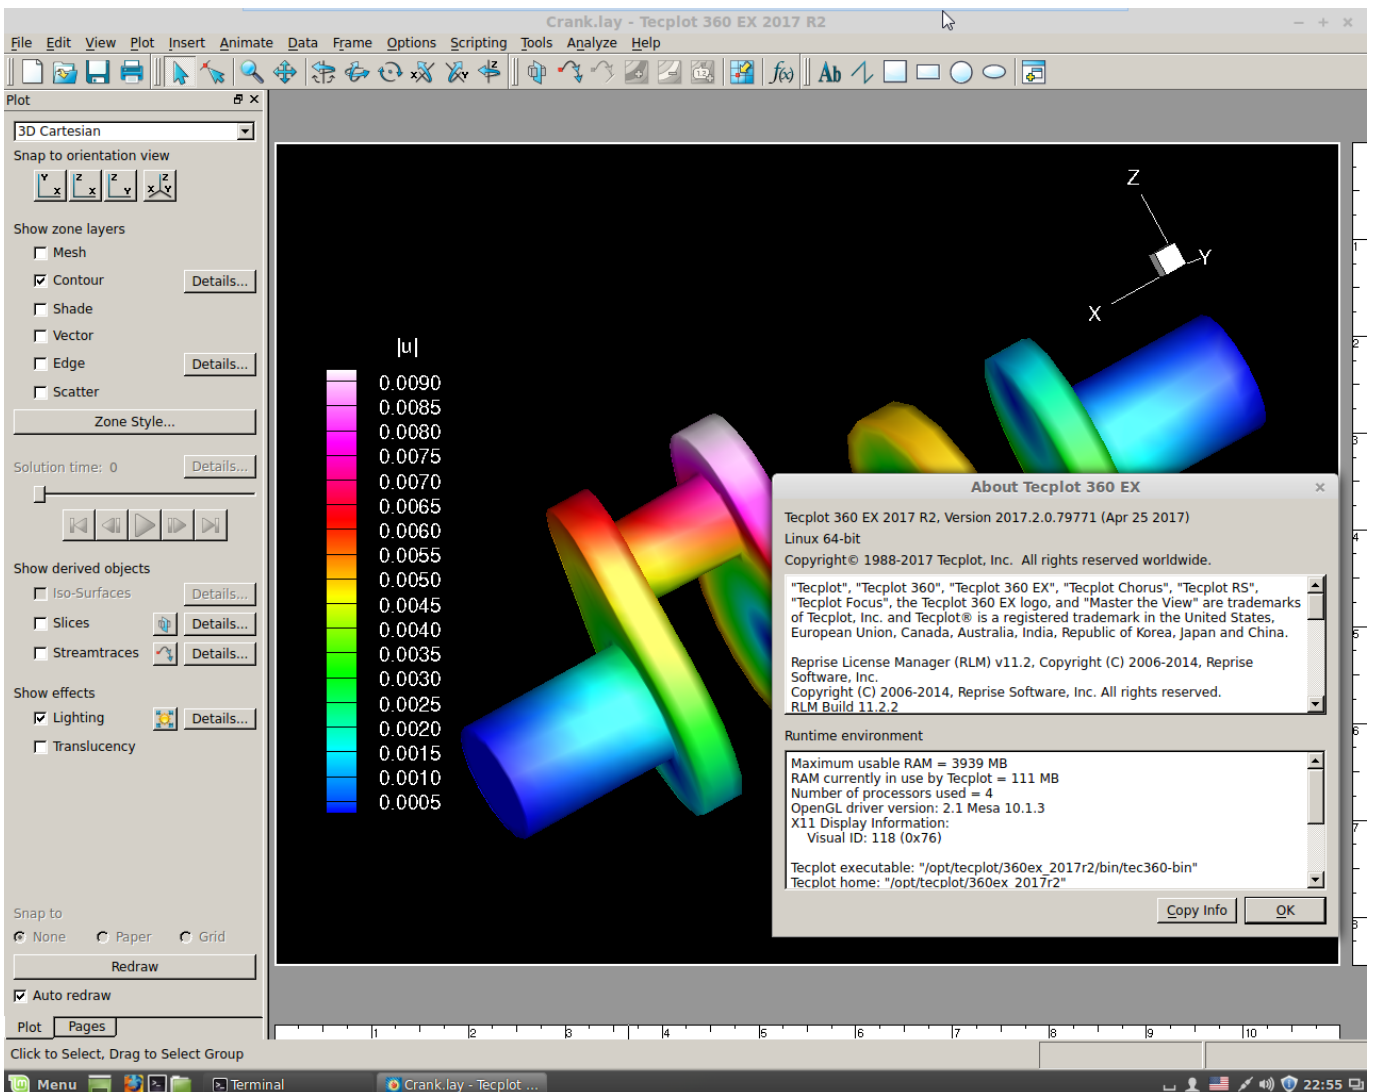 Crank.lay - Tecplot 360 EX 2017 R2
File Edit View Plot Insert Animate Data Frame Options Scripting Tools Analyze Help
Plot
3D Cartesian
Snap to orientation view
Y X Z X Z Y X Z Y
Show zone layers
Mesh
Contour Details...
Shade
Vector
Edge Details...
Scatter
Zone Style...
Solution time: 0 Details...
Show derived objects
Iso-Surfaces Details...
Slices Details...
Streamtraces Details...
Show effects
Lighting Details...
Translucency
Snap to
None Paper Grid
Redraw
Auto redraw
Plot Pages
Click to Select, Drag to Select Group
Z
Y
X
|u|
0.0090
0.0085
0.0080
0.0075
0.0070
0.0065
0.0060
0.0055
0.0050
0.0045
0.0040
0.0035
0.0030
0.0025
0.0020
0.0015
0.0010
0.0005
About Tecplot 360 EX
Tecplot 360 EX 2017 R2, Version 2017.2.0.79771 (Apr 25 2017)
Linux 64-bit
Copyright© 1988-2017 Tecplot, Inc. All rights reserved worldwide.
"Tecplot", "Tecplot 360", "Tecplot 360 EX", "Tecplot Chorus", "Tecplot RS",
"Tecplot Focus", the Tecplot 360 EX logo, and "Master the View" are trademarks
of Tecplot, Inc. and Tecplot® is a registered trademark in the United States,
European Union, Canada, Australia, India, Republic of Korea, Japan and China.
Reprise License Manager (RLM) v11.2, Copyright (C) 2006-2014, Reprise
Software, Inc.
Copyright (C) 2006-2014, Reprise Software, Inc. All rights reserved.
RLM Build 11.2.2
Runtime environment
Maximum usable RAM = 3939 MB
RAM currently in use by Tecplot = 111 MB
Number of processors used = 4
OpenGL driver version: 2.1 Mesa 10.1.3
X11 Display Information:
Visual ID: 118 (0x76)
Tecplot executable: "/opt/tecplot/360ex_2017r2/bin/tec360-bin"
Tecplot home: "/opt/tecplot/360ex_2017r2"
Copy Info OK
1
2
3
4
5
6
7
8
1 2 3 4 5 6 7 8 9 10
Menu Terminal Crank.lay - Tecplot ... 22:55